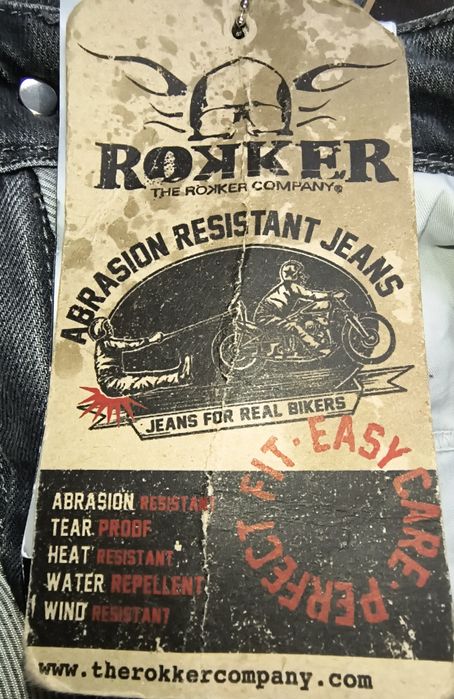 ROKKER
THE ROKKER COMPANY®
ABRASION RESISTANT JEANS
JEANS FOR REAL BIKERS
PERFECT FIT · EASY CARE ·
ABRASION RESISTANT
TEAR PROOF
HEAT RESISTANT
WATER REPELLENT
WIND RESISTANT
www.therokkercompany.com